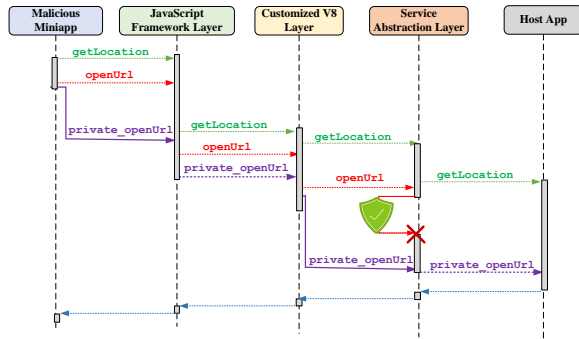 Malicious
Miniapp
JavaScript
Framework Layer
Customized V8
Layer
Service
Abstraction Layer
Host App
getLocation
openUrl
private_openUrl
getLocation
openUrl
private_openUrl
getLocation
openUrl
private_openUrl
getLocation
private_openUrl